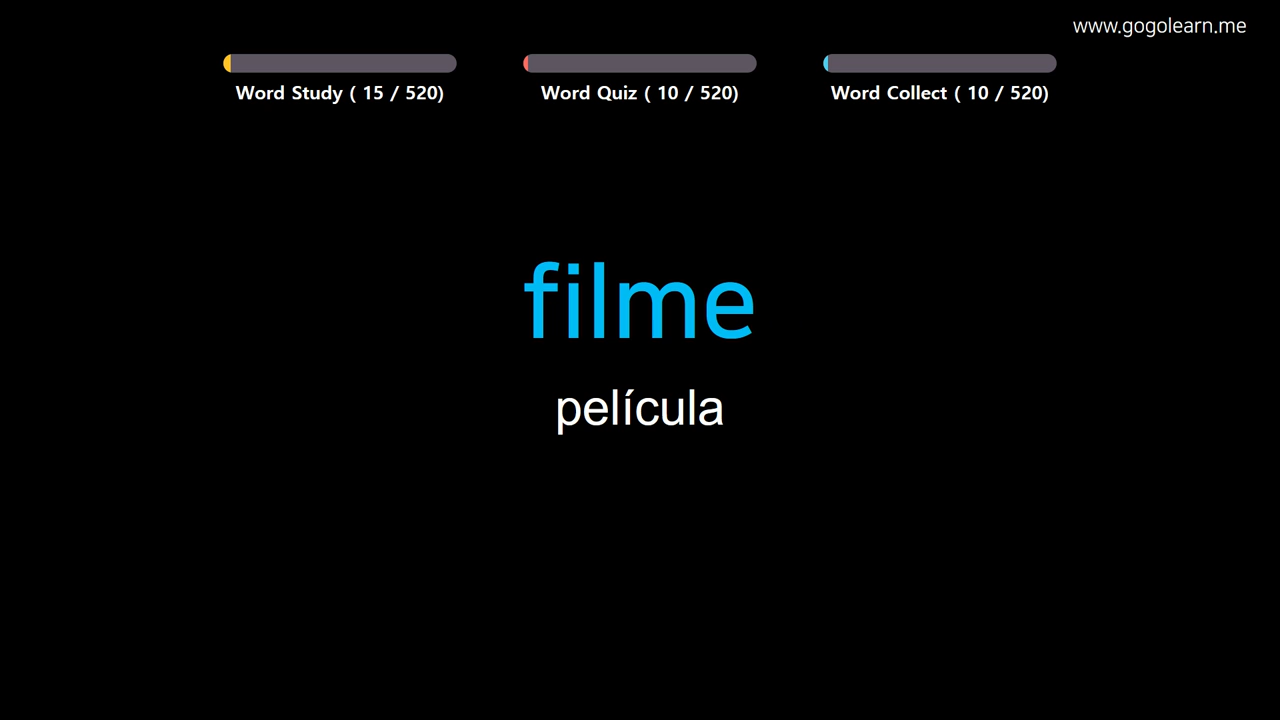 www.gogolearn.me
Word Study ( 15 / 520)
Word Quiz ( 10 / 520)
Word Collect ( 10 / 520)
filme
película